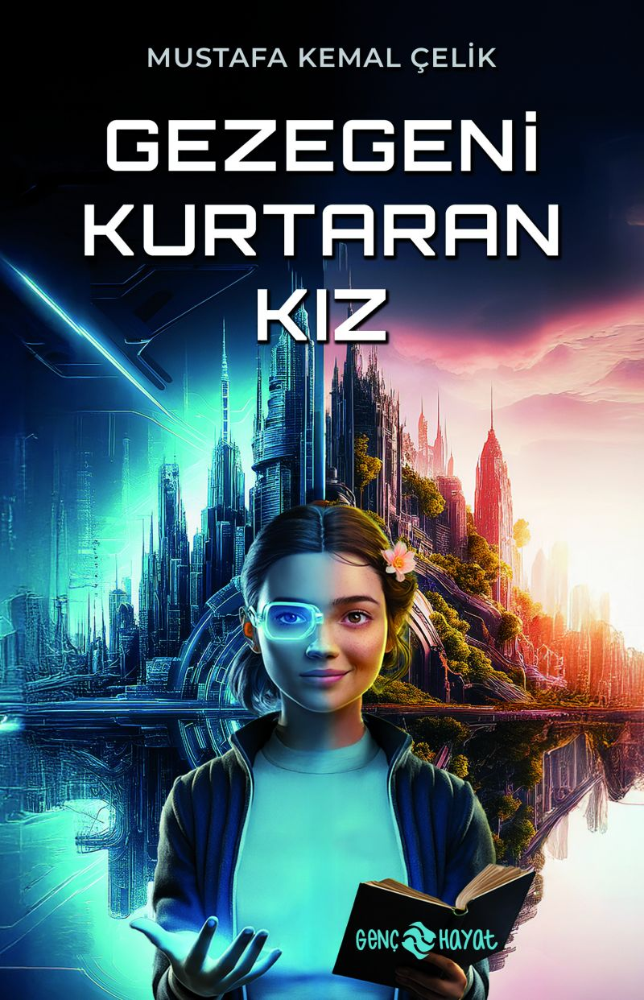 MUSTAFA KEMAL ÇELİK
GEZEGENİ
KURTARAN
KIZ
GENÇ HAYAT